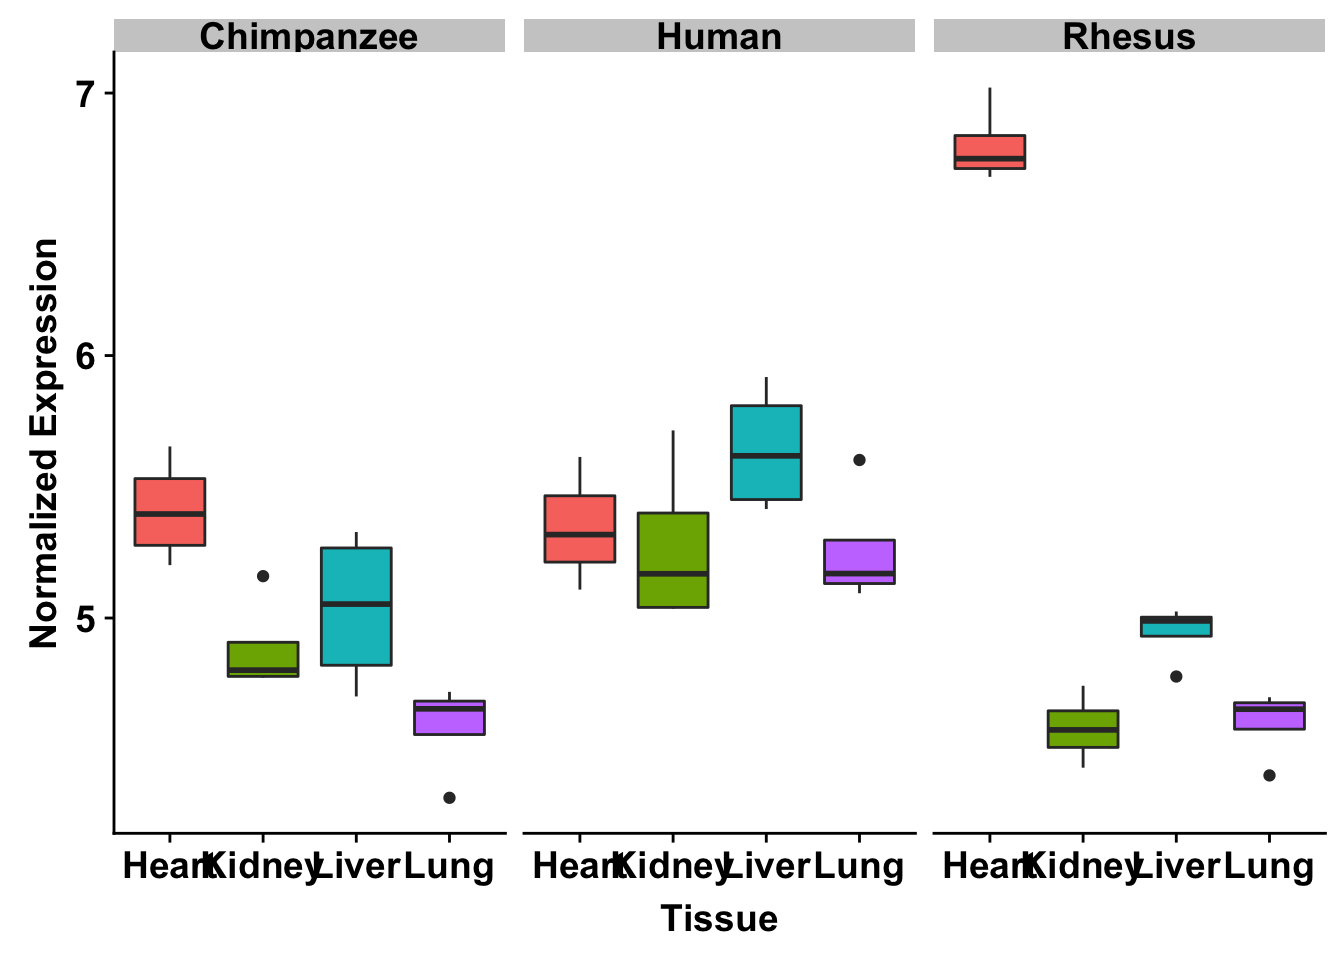 Chimpanzee Human Rhesus
Normalized Expression
7
6
5
Heart Kidney Liver Lung Heart Kidney Liver Lung Heart Kidney Liver Lung
Tissue